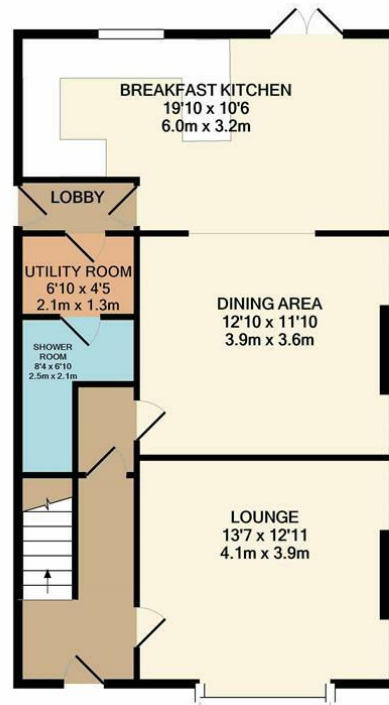 BREAKFAST KITCHEN
19'10 x 10'6
6.0m x 3.2m
LOBBY
UTILITY ROOM
6'10 x 4'5
2.1m x 1.3m
DINING AREA
12'10 x 11'10
3.9m x 3.6m
SHOWER
ROOM
8'4 x 6'10
2.5m x 2.1m
LOUNGE
13'7 x 12'11
4.1m x 3.9m